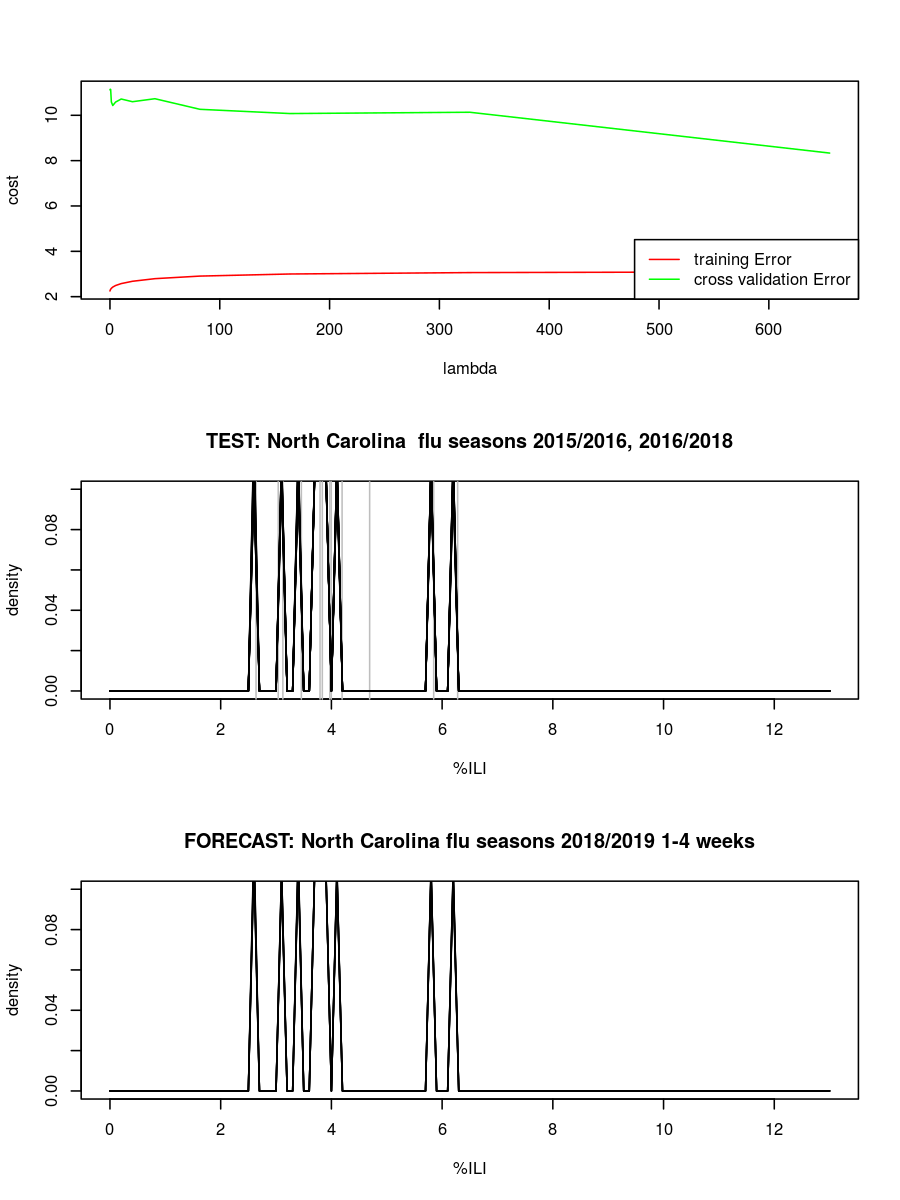 10
8
6
4
2
cost
training Error
cross validation Error
0 100 200 300 400 500 600
lambda
TEST: North Carolina  flu seasons 2015/2016, 2016/2018
0.08
0.04
0.00
density
0 2 4 6 8 10 12
%ILI
FORECAST: North Carolina flu seasons 2018/2019 1-4 weeks
0.08
0.04
0.00
density
0 2 4 6 8 10 12
%ILI